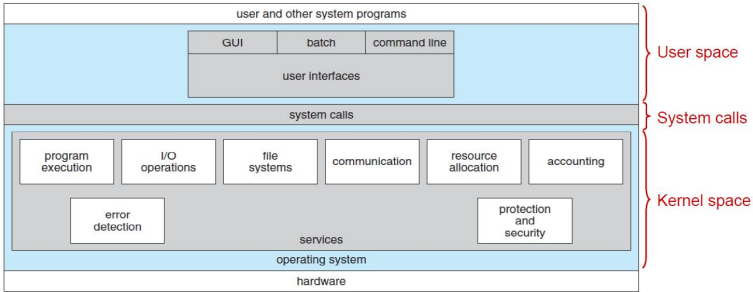 user and other system programs
GUI
batch
command line
user interfaces
User space
system calls
System calls
program
execution
I/O
operations
file
systems
communication
resource
allocation
accounting
error
detection
protection
and
security
Kernel space
services
operating system
hardware